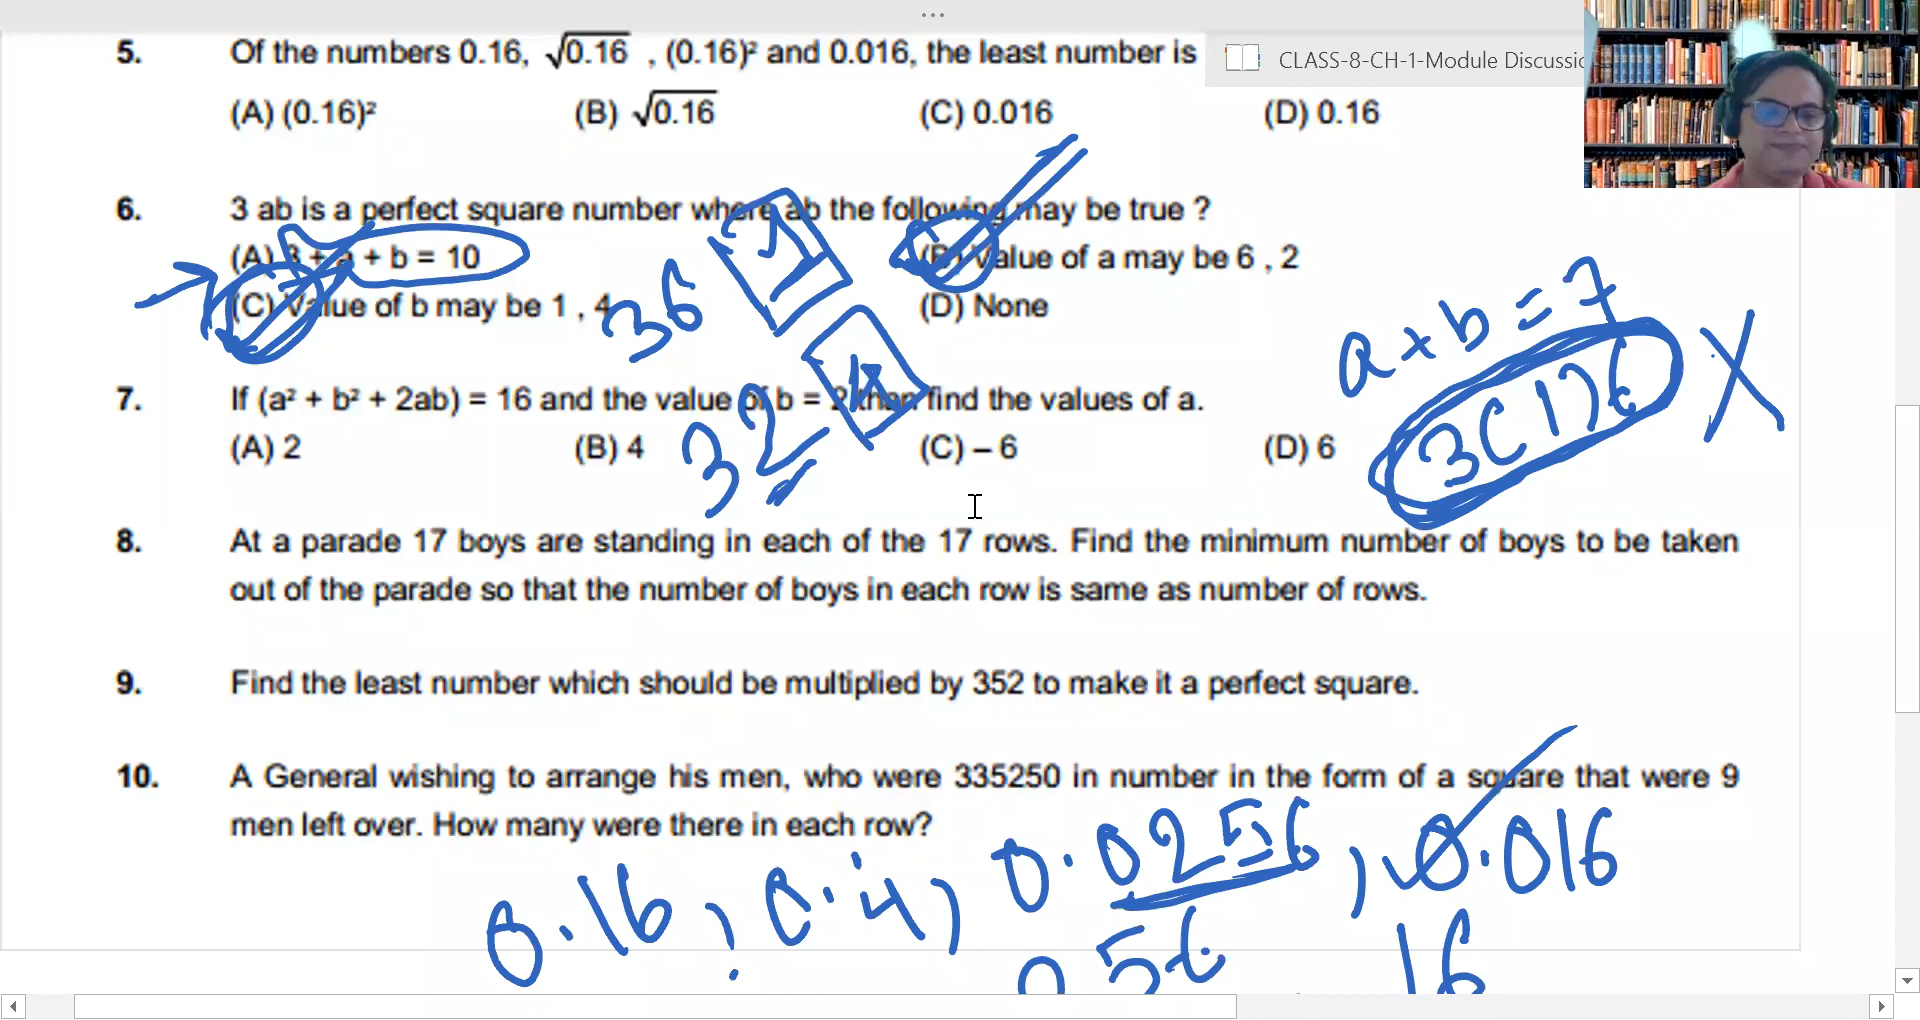 5. Of the numbers 0.16, √0.16 , (0.16)² and 0.016, the least number is
CLASS-8-CH-1-Module Discussio
(A) (0.16)² (B) √0.16 (C) 0.016 (D) 0.16
6. 3 ab is a perfect square number where ab the following may be true ?
(A) 3 + a + b = 10 (B) Value of a may be 6 , 2
(C) Value of b may be 1 , 4 (D) None
36 1
a + b = 7
3(1)6 X
7. If (a² + b² + 2ab) = 16 and the value of b = 2 then find the values of a.
32 4
(A) 2 (B) 4 (C) – 6 (D) 6
8. At a parade 17 boys are standing in each of the 17 rows. Find the minimum number of boys to be taken
out of the parade so that the number of boys in each row is same as number of rows.
9. Find the least number which should be multiplied by 352 to make it a perfect square.
10. A General wishing to arrange his men, who were 335250 in number in the form of a square that were 9
men left over. How many were there in each row?
0.16, 0.4, 0.0256, 0.016
16